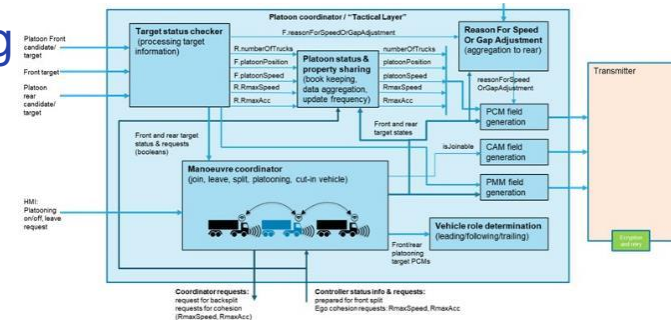 g
Platoon coordinator / "Tactical Layer"
Platoon Front
candidate/
target
Front target
Platoon
rear
candidate/
target
Target status checker
(processing target
information)
F.reasonForSpeedOrGapAdjustment
R.numberOfTrucks
F.platoonPosition
F.platoonSpeed
R.RmaxSpeed
R.RmaxAcc
Platoon status &
property sharing
(book keeping,
data aggregation,
update frequency)
numberOfTrucks
platoonPosition
platoonSpeed
RmaxSpeed
RmaxAcc
Reason For Speed
Or Gap Adjustment
(aggregation to rear)
reasonForSpeed
OrGapAdjustment
Transmitter
PCM field
generation
Front and rear target
status & requests
(booleans)
Front and rear
target states
isJoinable
CAM field
generation
Manoeuvre coordinator
(join, leave, split, platooning, cut-in vehicle)
PMM field
generation
HMI:
Platooning
on/off, leave
request
Vehicle role determination
(leading/following/trailing)
Front/rear
platooning
target PCMs
Coordinator requests:
request for backsplit
requests for cohesion
(RmaxSpeed, RmaxAcc)
Controller status info & requests:
prepared for front split
Ego cohesion requests: RmaxSpeed, RmaxAcc